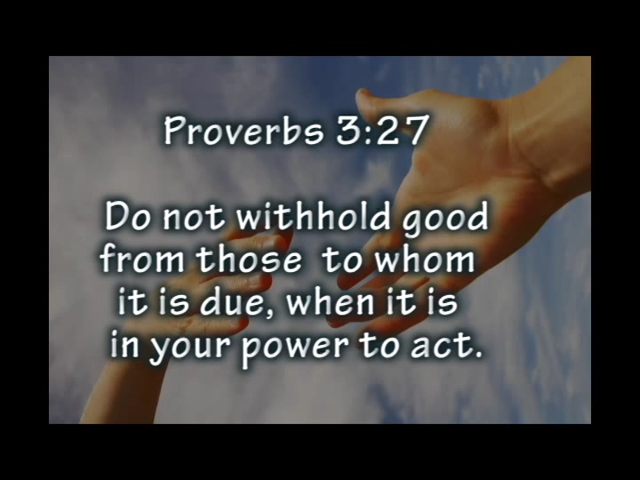 Proverbs 3:27
Do not withhold good
from those to whom
it is due, when it is
in your power to act.